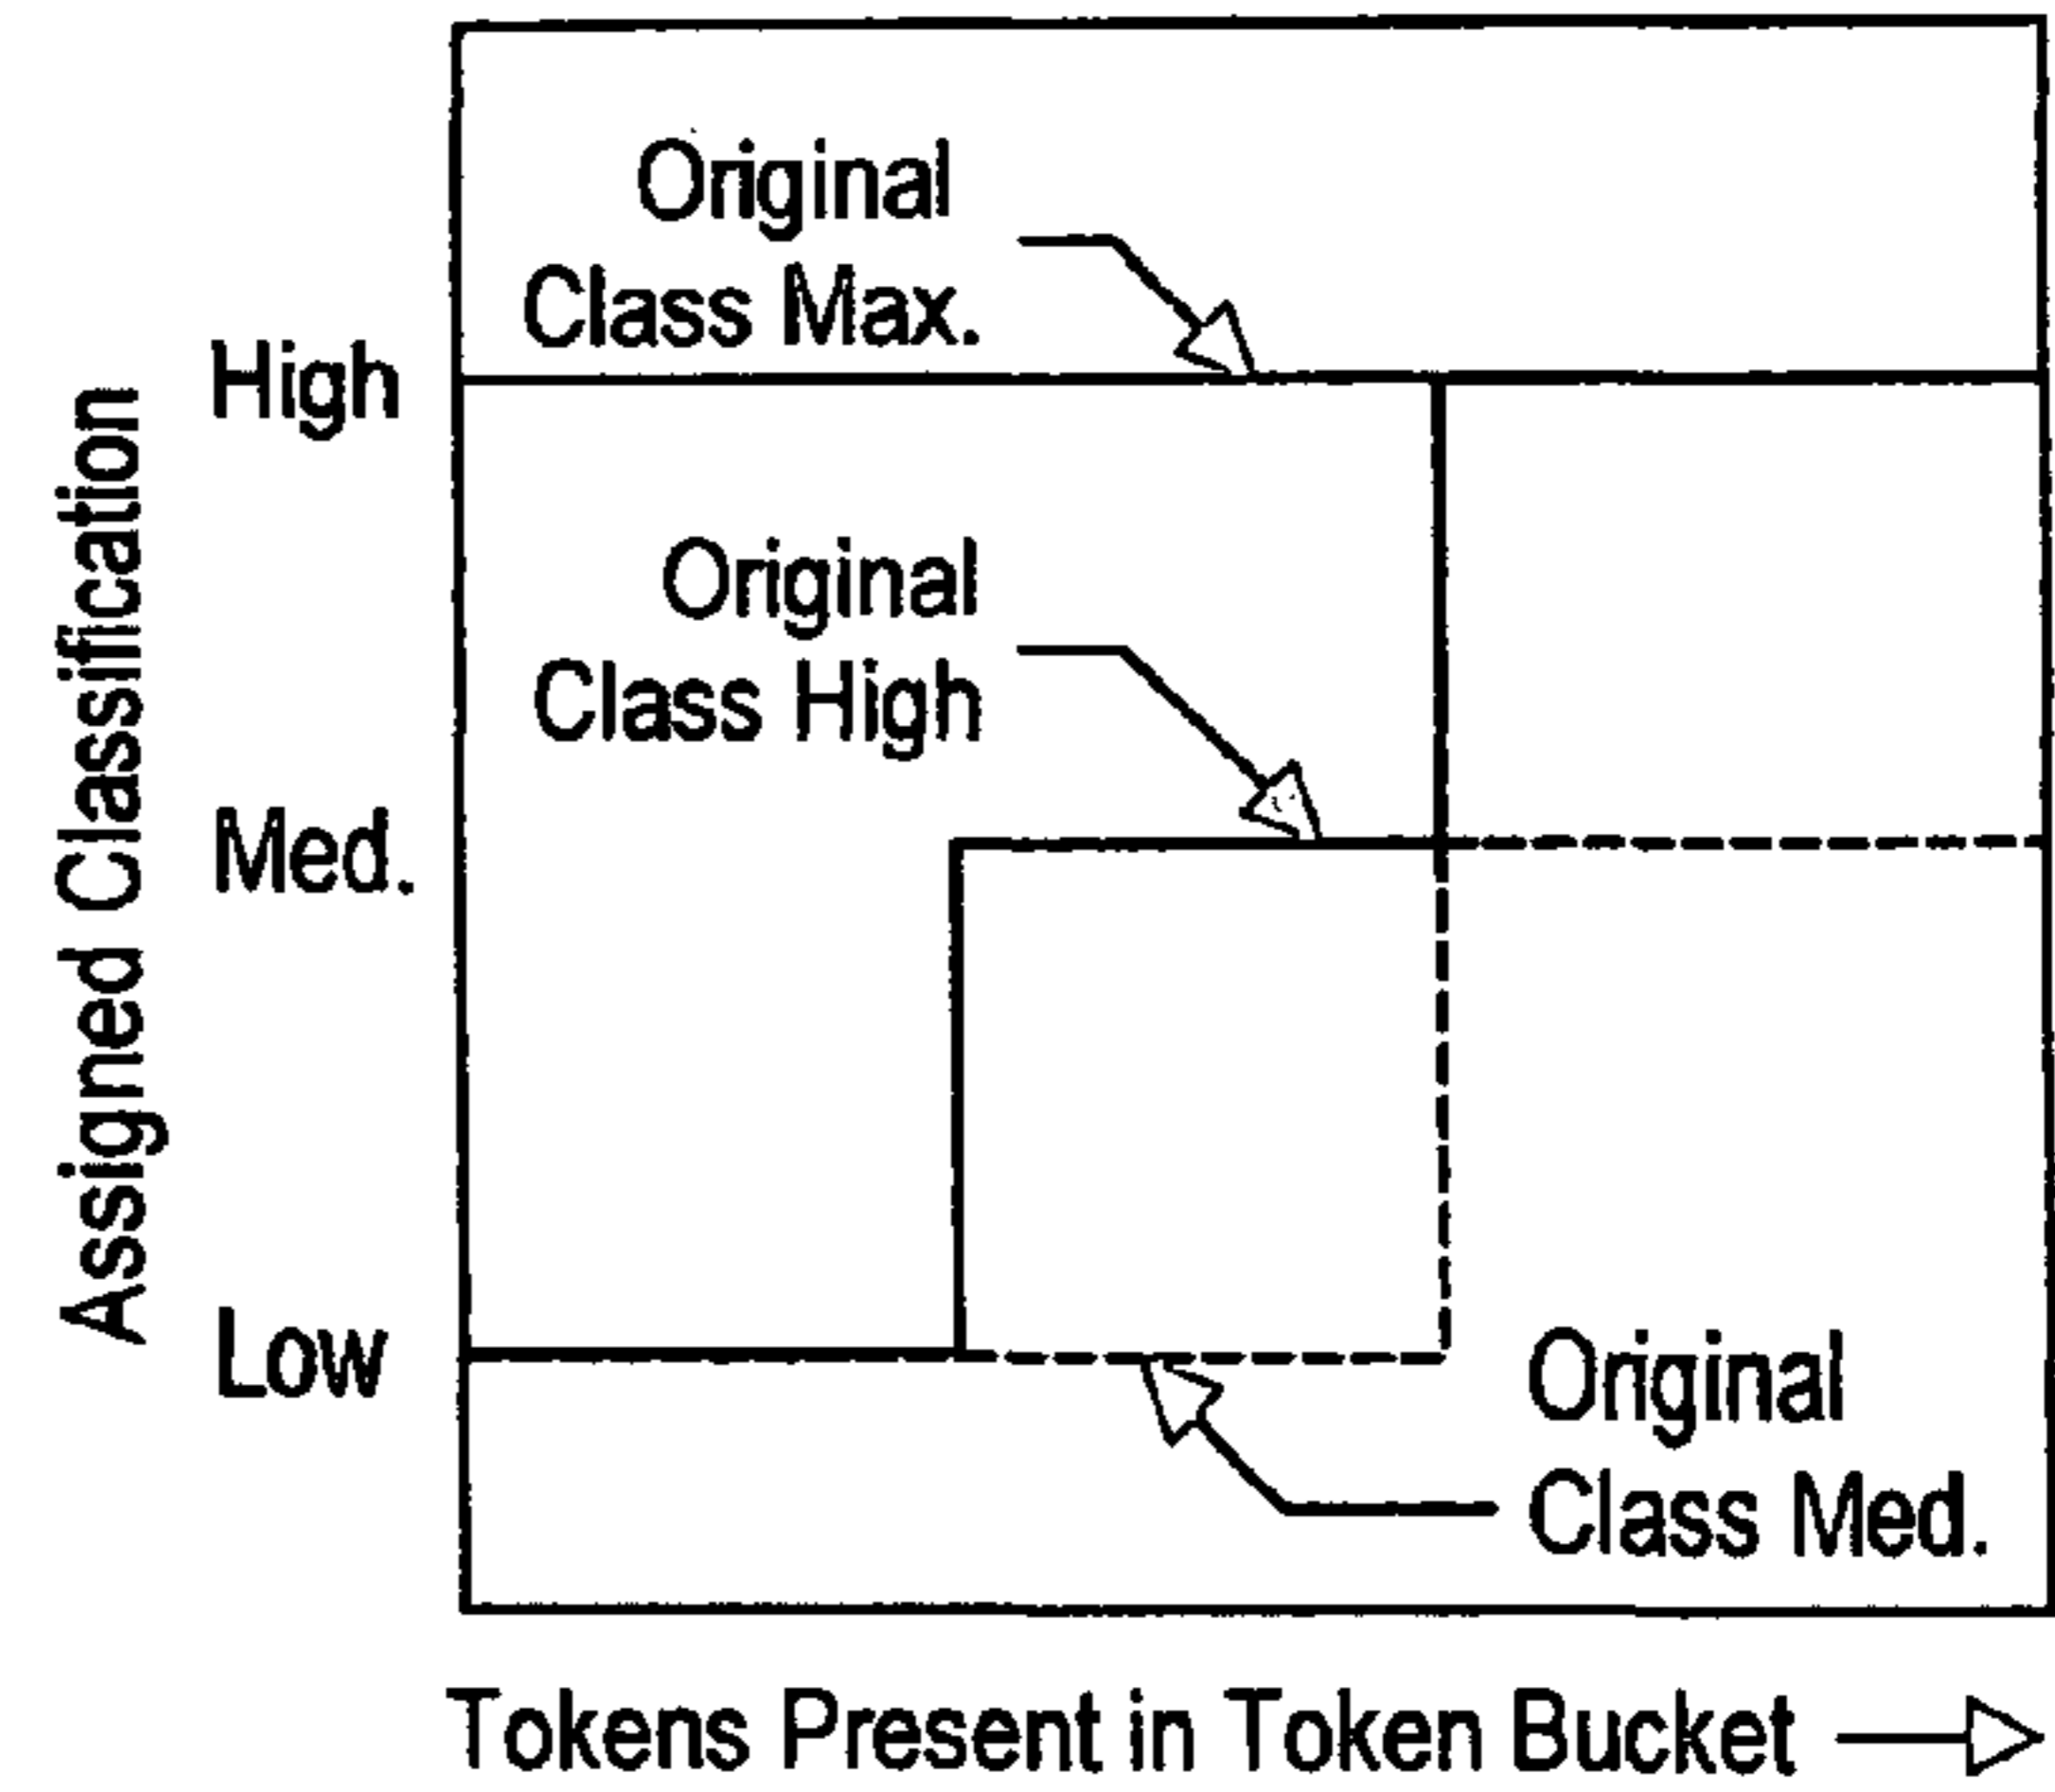 Original
Class Max.
High
Original
Class High
Med.
Low
Original
Class Med.
Assigned Classification
Tokens Present in Token Bucket